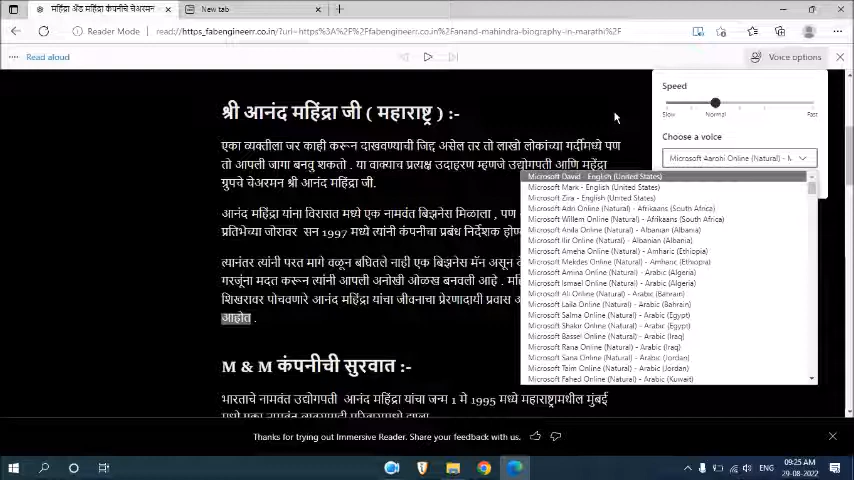 महिंद्रा अँड महिंद्रा कंपनीचे चेअरमन
New tab
Reader Mode
read://https_fabengineerr.co.in/?url=https%3A%2F%2Ffabengineerr.co.in%2Fanand-mahindra-biography-in-marathi%2F
Read aloud
Voice options
Speed
Slow
Normal
Fast
Choose a voice
Microsoft Aarohi Online (Natural) - M
श्री आनंद महिंद्रा जी ( महाराष्ट्र ) :-
एका व्यक्तीला जर काही करून दाखवण्याची जिद्द असेल तर तो लाखो लोकांच्या गर्दीमध्ये पण
तो आपली जागा बनवु शकतो . या वाक्याच प्रत्यक्ष उदाहरण म्हणजे उद्योगपती आणि महेंद्रा
ग्रुपचे चेअरमन श्री आनंद महिंद्रा जी.
आनंद महिंद्रा यांना विरासात मध्ये एक नामवंत बिझनेस मिळाला , पण
प्रतिभेच्या जोरावर सन 1997 मध्ये त्यांनी कंपनीचा प्रबंध निर्देशक
त्यानंतर त्यांनी परत मागे वळून बघितले नाही एक बिझनेस मॅन असून
गरजूंना मदत करून त्यांनी आपली अनोखी ओळख बनवली आहे .
शिखरावर पोचवणारे आनंद महिंद्रा यांचा जीवनाचा प्रेरणादायी प्रवास
आहोत .
M & M कंपनीची सुरवात :-
भारताचे नामवंत उद्योगपती आनंद महिंद्रा यांचा जन्म 1 मे 1995 मध्ये महाराष्ट्रामधील मुंबई
Microsoft David - English (United States)
Microsoft Mark - English (United States)
Microsoft Zira - English (United States)
Microsoft Adri Online (Natural) - Afrikaans (South Africa)
Microsoft Willem Online (Natural) - Afrikaans (South Africa)
Microsoft Anila Online (Natural) - Albanian (Albania)
Microsoft Ilir Online (Natural) - Albanian (Albania)
Microsoft Ameha Online (Natural) - Amharic (Ethiopia)
Microsoft Mekdes Online (Natural) - Amharic (Ethiopia)
Microsoft Amina Online (Natural) - Arabic (Algeria)
Microsoft Ismael Online (Natural) - Arabic (Algeria)
Microsoft Ali Online (Natural) - Arabic (Bahrain)
Microsoft Laila Online (Natural) - Arabic (Bahrain)
Microsoft Salma Online (Natural) - Arabic (Egypt)
Microsoft Shakir Online (Natural) - Arabic (Egypt)
Microsoft Bassel Online (Natural) - Arabic (Iraq)
Microsoft Rana Online (Natural) - Arabic (Iraq)
Microsoft Sana Online (Natural) - Arabic (Jordan)
Microsoft Taim Online (Natural) - Arabic (Jordan)
Microsoft Fahed Online (Natural) - Arabic (Kuwait)
Thanks for trying out Immersive Reader. Share your feedback with us.
ENG
09:25 AM
29-08-2022